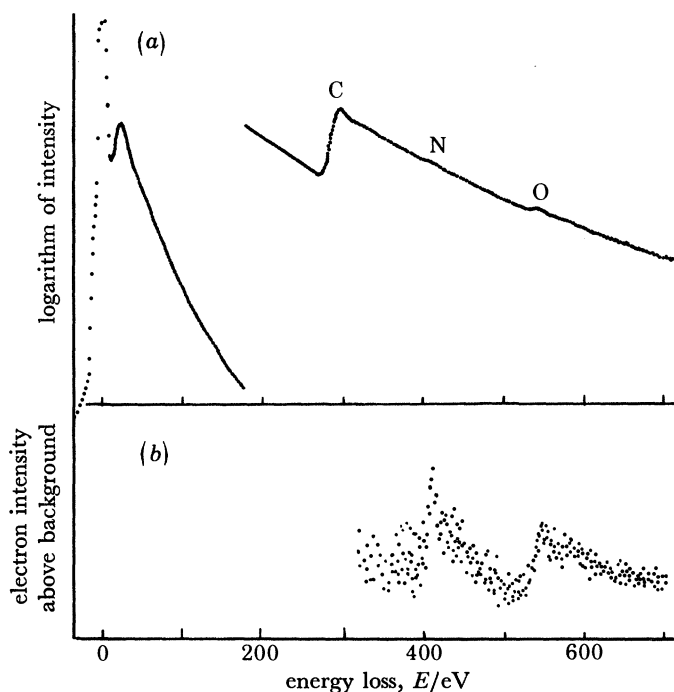 (a)
C
N
O
logarithm of intensity
(b)
electron intensity
above background
0
200
400
600
energy loss, E/eV